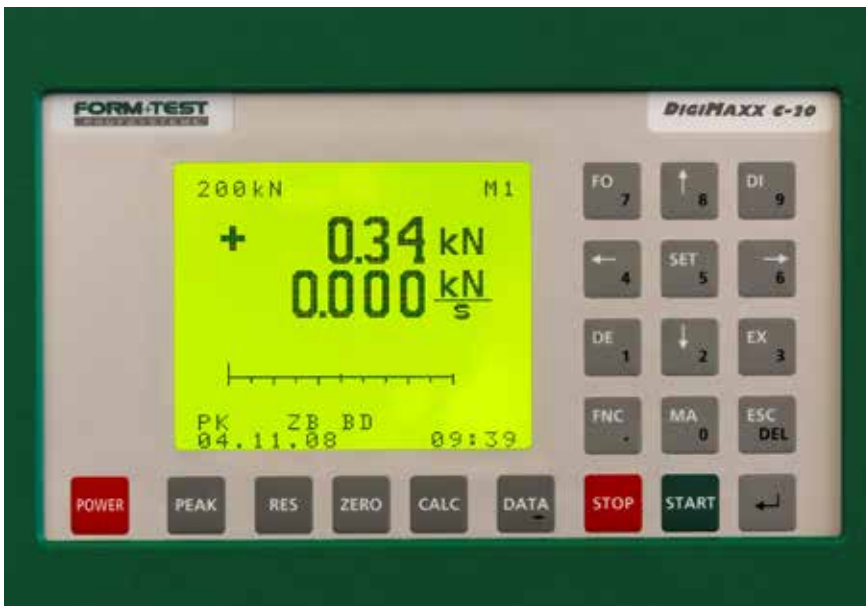 FORM+TEST
PRÜFSYSTEME
DIGIMAXX C-20
200kN M1
+ 0.34 kN
0.000 kN/s
PK ZB BD
04.11.08 09:39
FO 7
↑ 8
DI 9
← 4
SET 5
→ 6
DE 1
↓ 2
EX 3
FNC .
MA 0
ESC DEL
POWER
PEAK
RES
ZERO
CALC
DATA -
STOP
START
↵